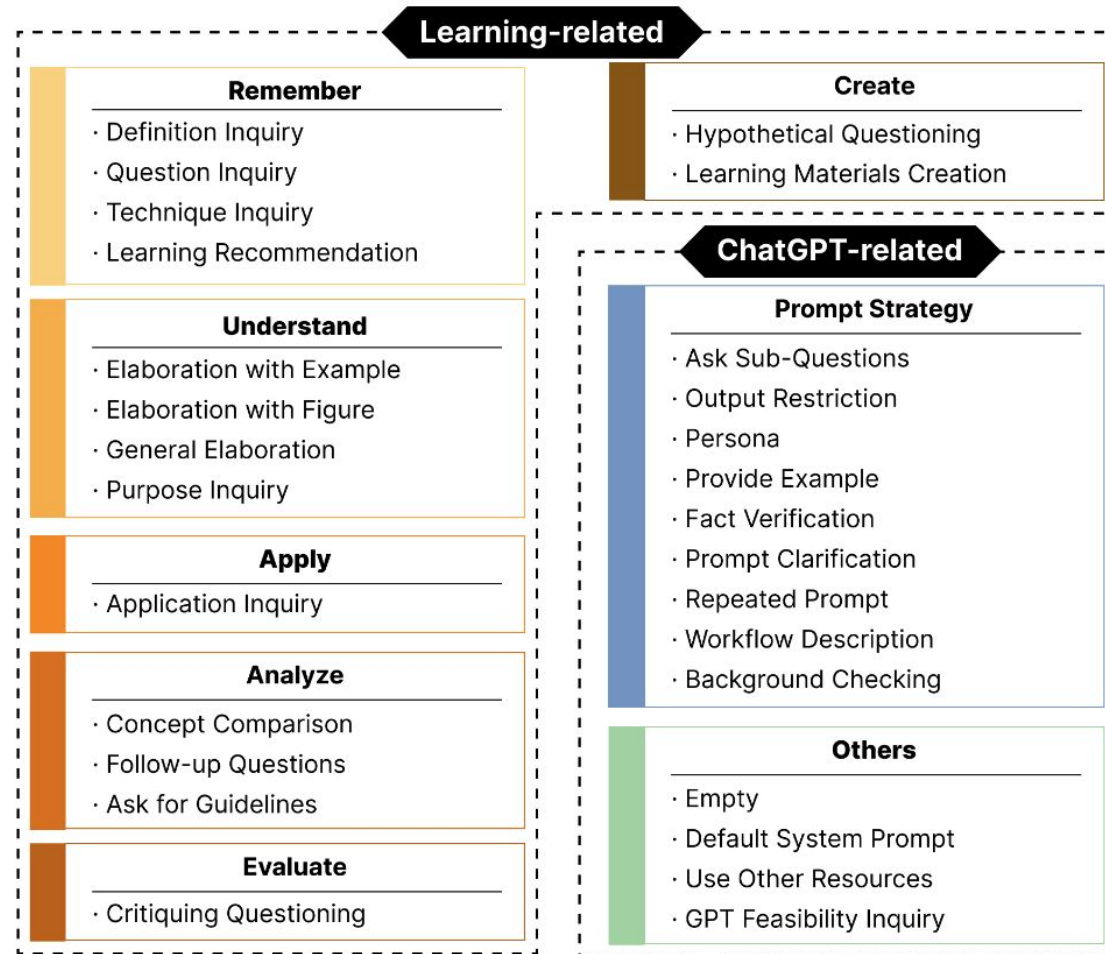 Learning-related
Remember
· Definition Inquiry
· Question Inquiry
· Technique Inquiry
· Learning Recommendation
Understand
· Elaboration with Example
· Elaboration with Figure
· General Elaboration
· Purpose Inquiry
Apply
· Application Inquiry
Analyze
· Concept Comparison
· Follow-up Questions
· Ask for Guidelines
Evaluate
· Critiquing Questioning
Create
· Hypothetical Questioning
· Learning Materials Creation
ChatGPT-related
Prompt Strategy
· Ask Sub-Questions
· Output Restriction
· Persona
· Provide Example
· Fact Verification
· Prompt Clarification
· Repeated Prompt
· Workflow Description
· Background Checking
Others
· Empty
· Default System Prompt
· Use Other Resources
· GPT Feasibility Inquiry